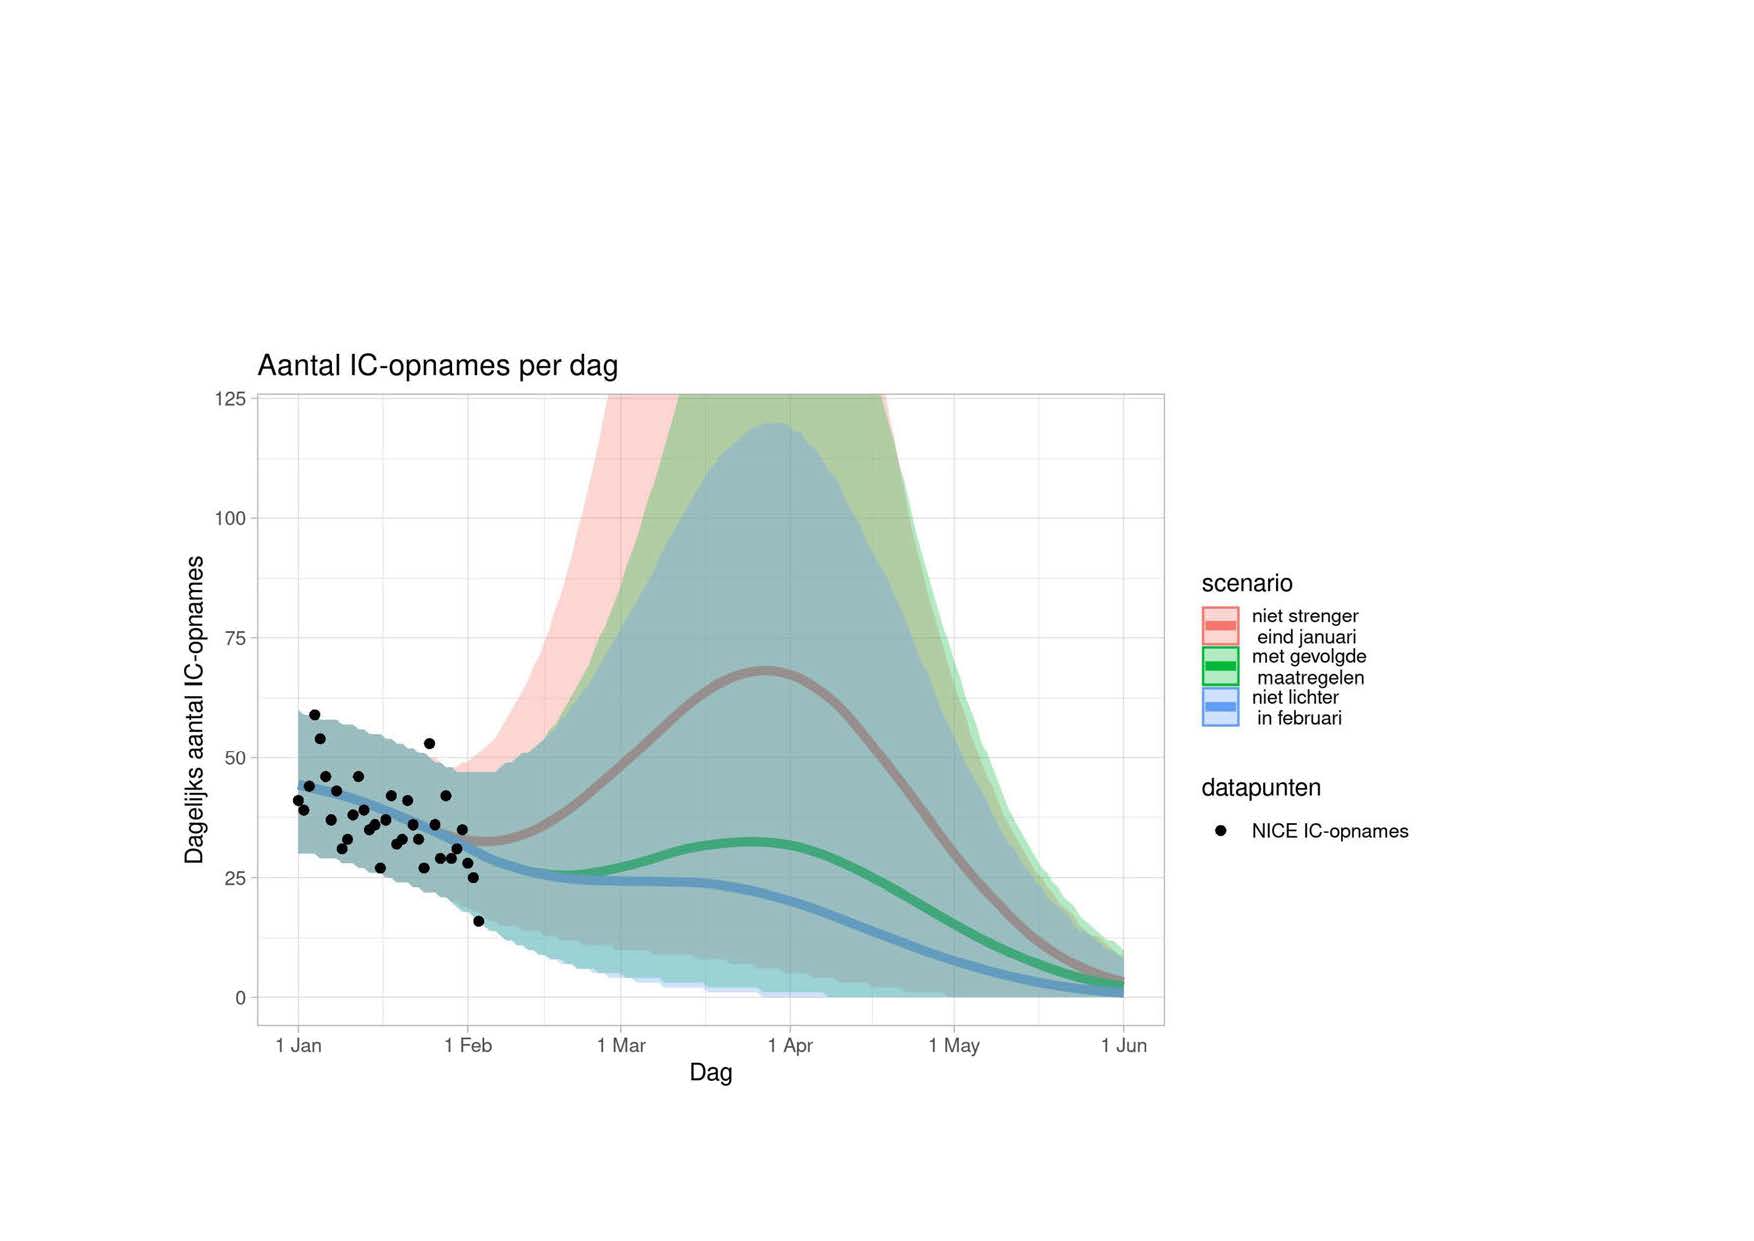 Aantal IC-opnames per dag
125
100
75
50
25
0
Dagelijks aantal IC-opnames
1 Jan
1 Feb
1 Mar
1 Apr
1 May
1 Jun
Dag
scenario
niet strenger
eind januari
met gevolgde
maatregelen
niet lichter
in februari
datapunten
NICE IC-opnames